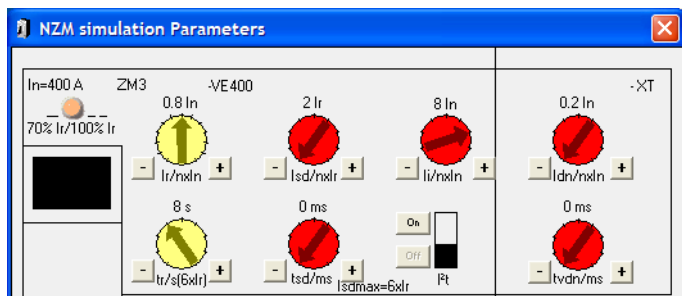 NZM simulation Parameters
In=400 A ZM3 -VE400 -XT
70% Ir/100% Ir
0.8 In 2 Ir 8 In 0.2 In
- Ir/nxIn + - Isd/nxIr + - Ii/nxIn + - Idn/nxIn +
8 s 0 ms On 0 ms
Off
- tr/s(6xIr) + - tsd/ms + I²t - tvdn/ms +
Isdmax=6xIr